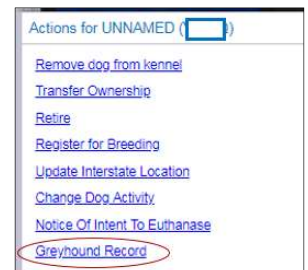 Actions for UNNAMED (
Remove dog from kennel
Transfer Ownership
Retire
Register for Breeding
Update Interstate Location
Change Dog Activity
Notice Of Intent To Euthanase
Greyhound Record